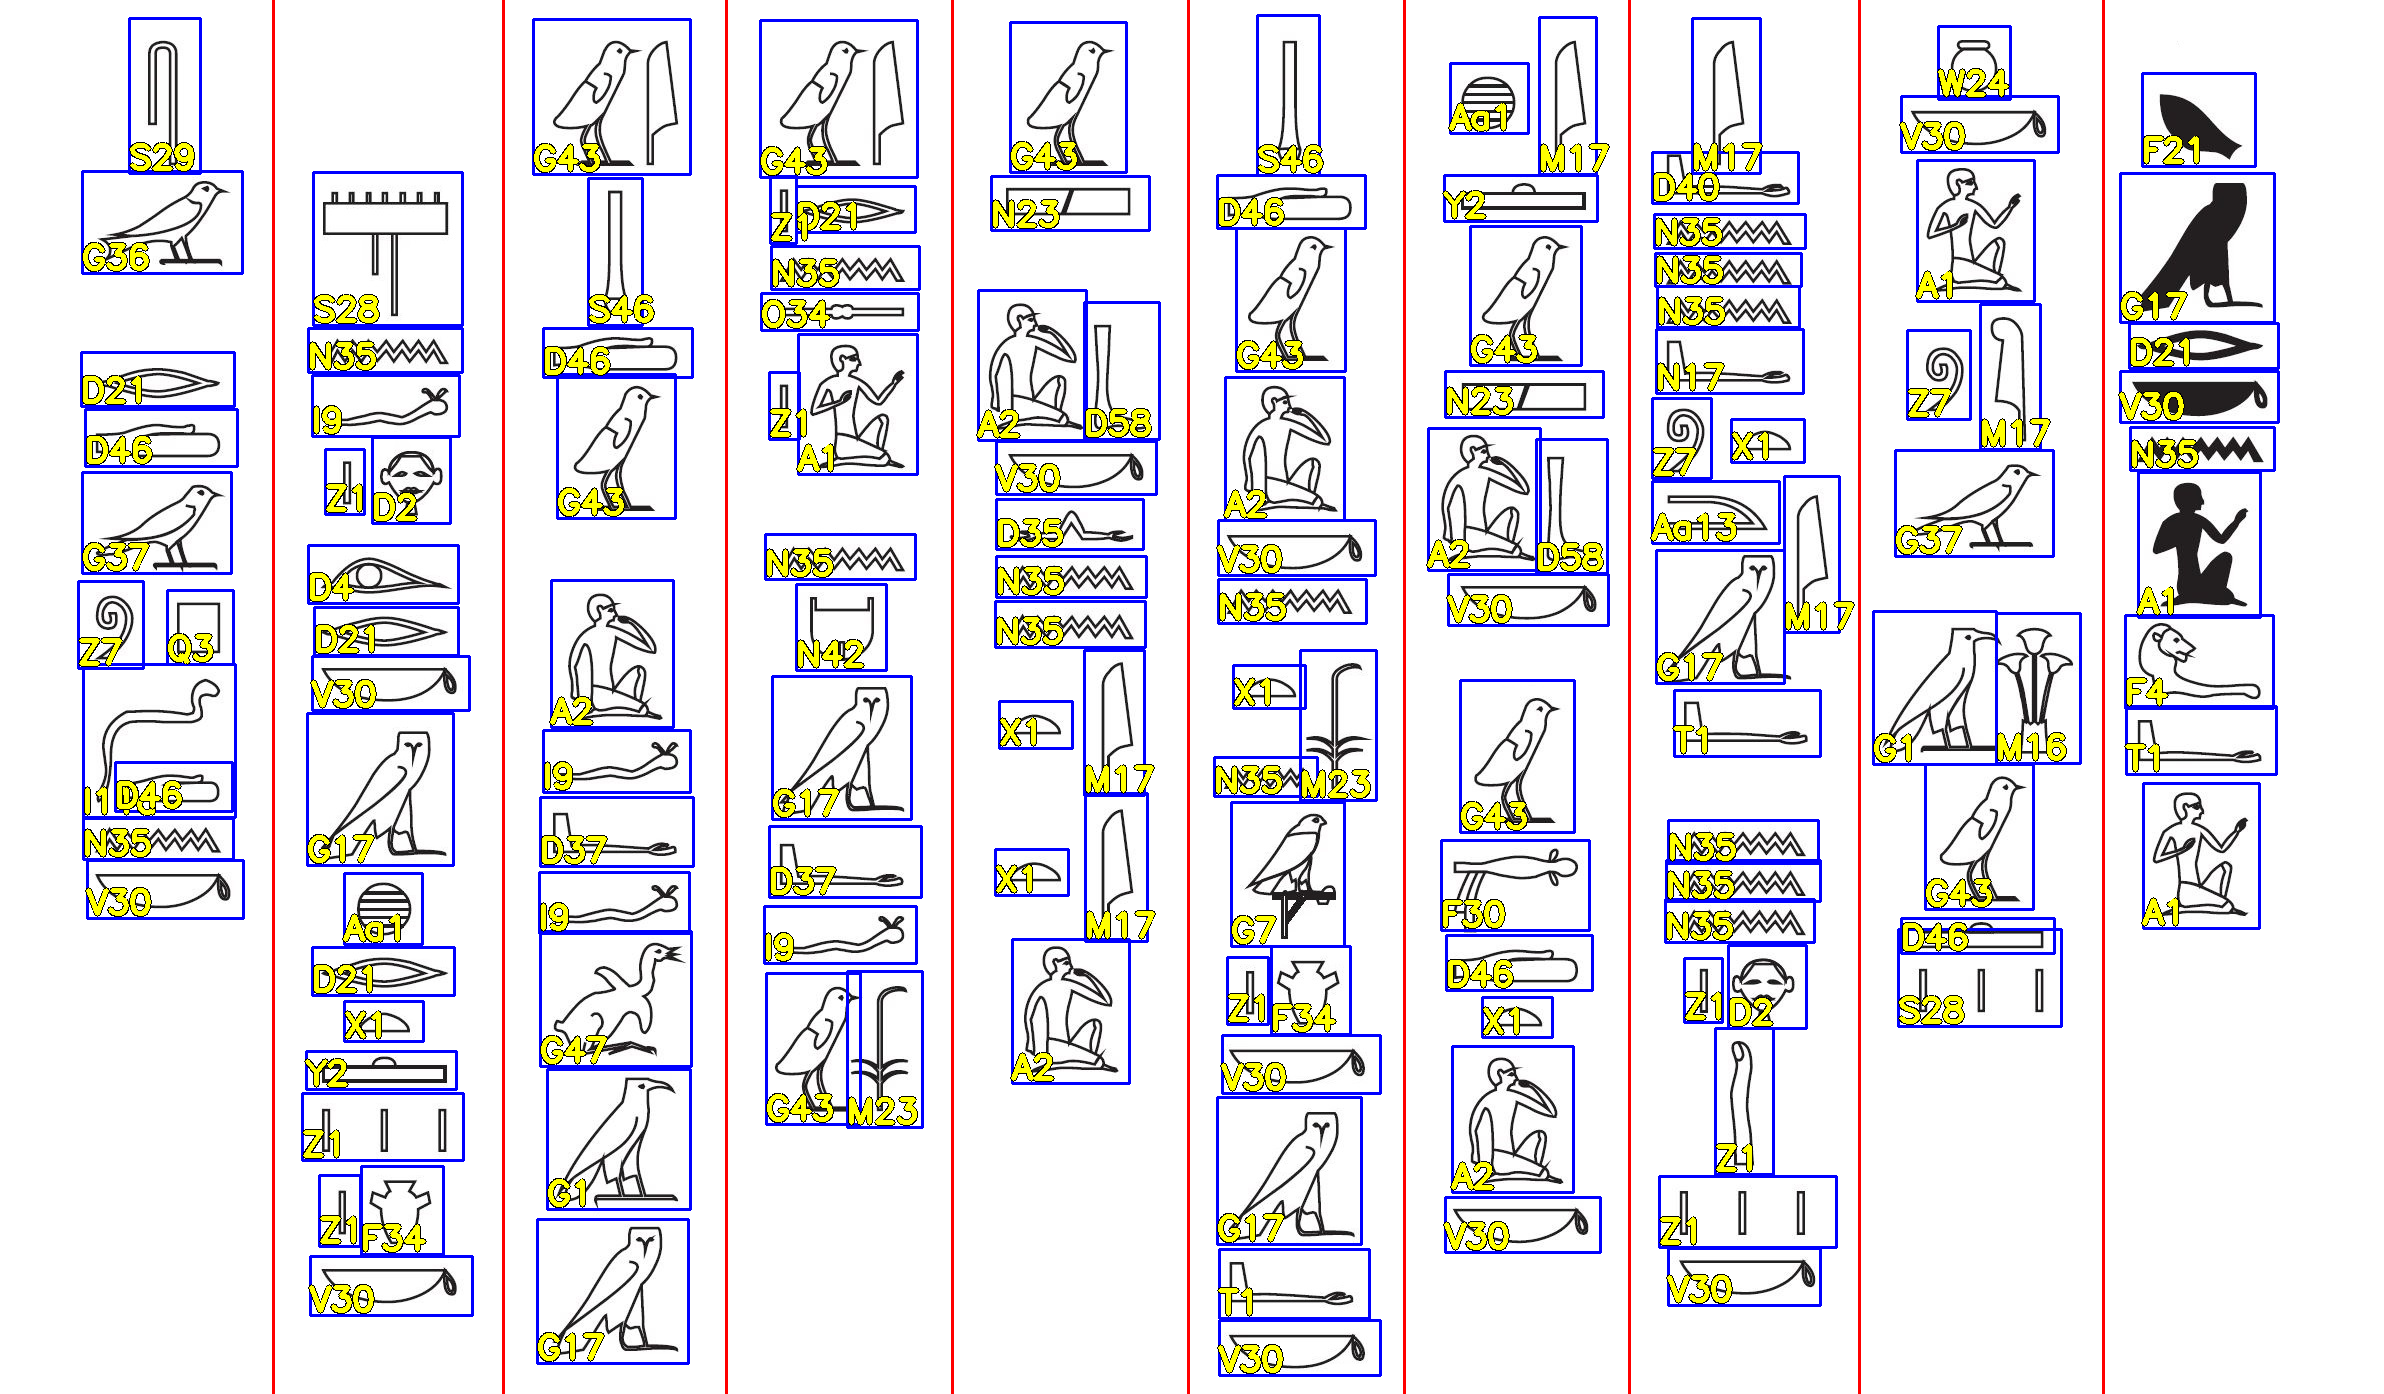 F21 G17 D21 V30 N35 A1 F4 T1 A1
W24 V30 A1 M17 Z7 G37 M16 G1 G43 D46 S28
M17 D40 N35 N35 N35 N17 X1 Z7 M17 Aa13 G17 T1 N35 N35 N35 D2 Z1 Z1 Z1 V30
M17 Aa1 Y2 G43 N23 D58 A2 V30 G43 F30 D46 X1 A2 V30
S46 D46 G43 A2 V30 N35 M23 X1 N35 G7 F34 Z1 V30 G17 T1 V30
G43 N23 D58 A2 V30 D35 N35 N35 M17 X1 M17 X1 A2
G43 D21 Z1 N35 O34 A1 Z1 N35 N42 G17 D37 I9 M23 G43
G43 S46 D46 G43 A2 I9 D37 I9 G47 G1 G17
S28 N35 I9 D2 Z1 D4 D21 V30 G17 Aa1 D21 X1 Y2 Z1 F34 Z1 V30
S29 G36 D21 D46 G37 Q3 Z7 D46 N35 V30